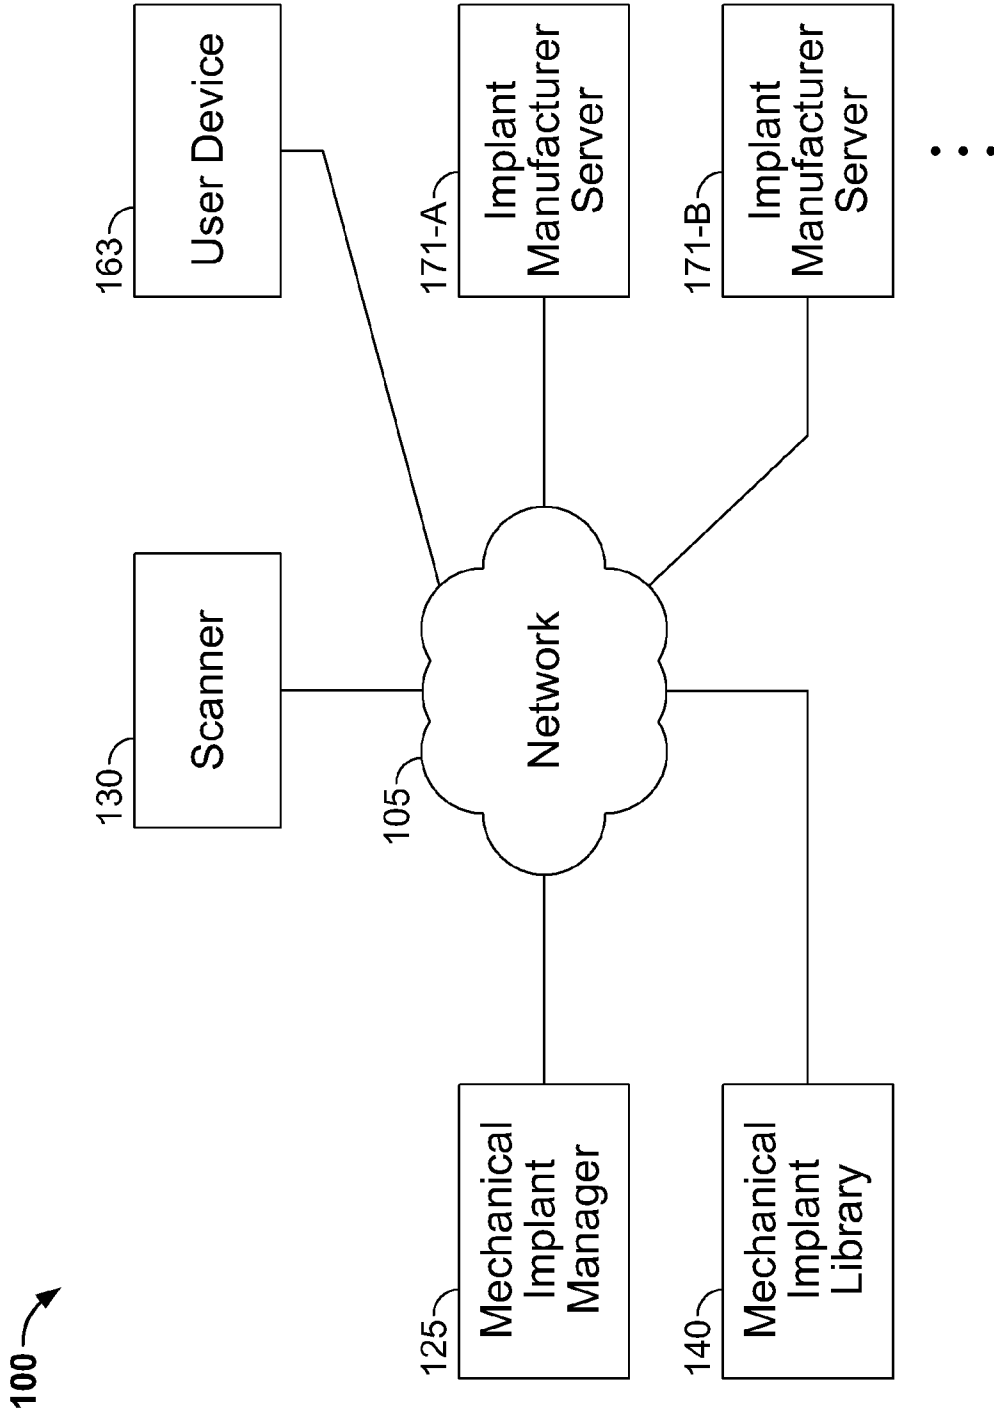 100
130
Scanner
163
User Device
105
Network
125
Mechanical
Implant
Manager
171-A
Implant
Manufacturer
Server
140
Mechanical
Implant
Library
171-B
Implant
Manufacturer
Server